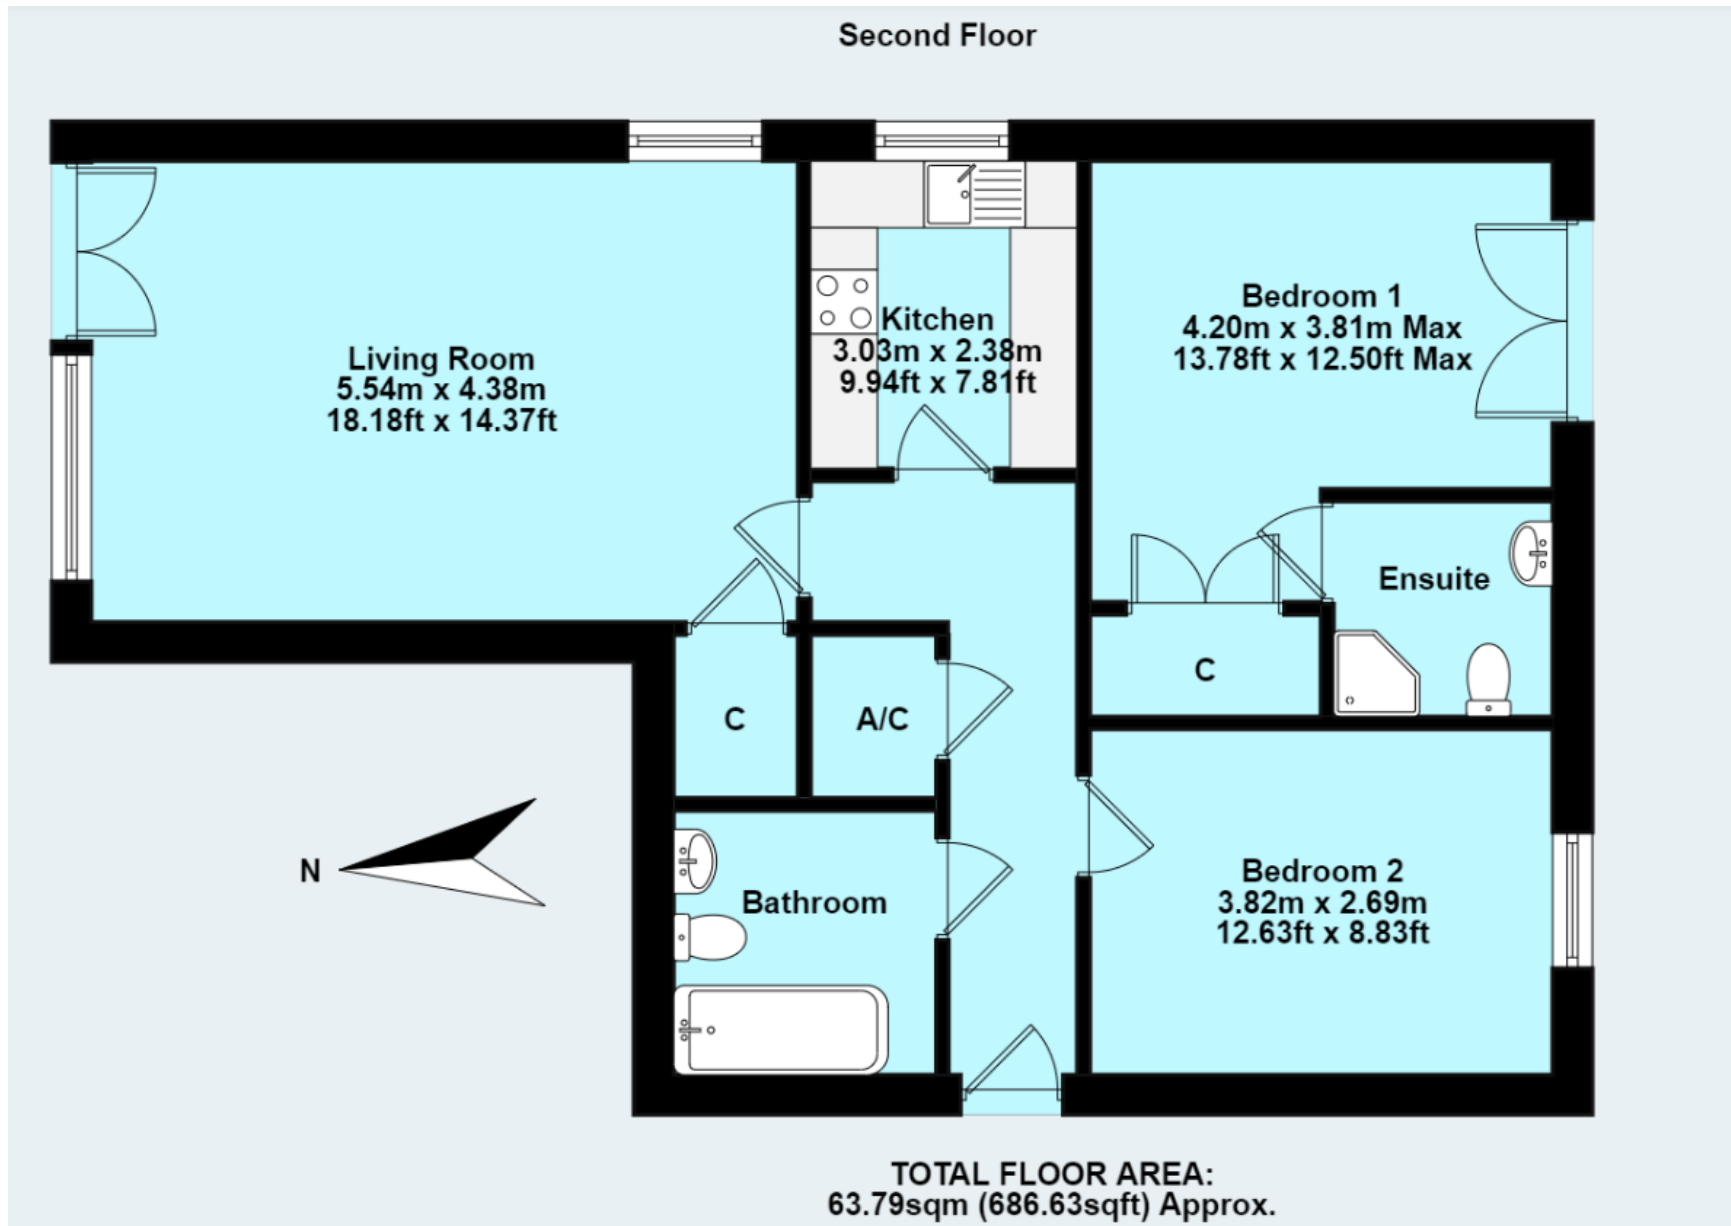 Second Floor
Living Room
5.54m x 4.38m
18.18ft x 14.37ft
Kitchen
3.03m x 2.38m
9.94ft x 7.81ft
Bedroom 1
4.20m x 3.81m Max
13.78ft x 12.50ft Max
Ensuite
C
C
A/C
N
Bathroom
Bedroom 2
3.82m x 2.69m
12.63ft x 8.83ft
TOTAL FLOOR AREA:
63.79sqm (686.63sqft) Approx.